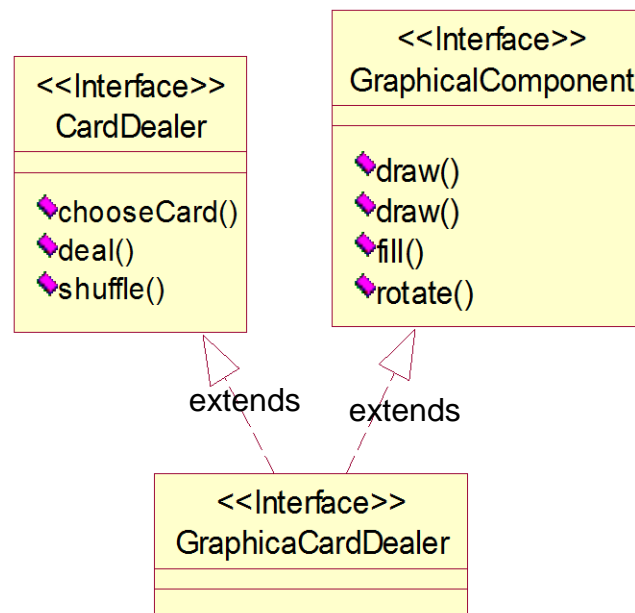 <<Interface>>
CardDealer
chooseCard()
deal()
shuffle()
<<Interface>>
GraphicalComponent
draw()
draw()
fill()
rotate()
extends
extends
<<Interface>>
GraphicaCardDealer